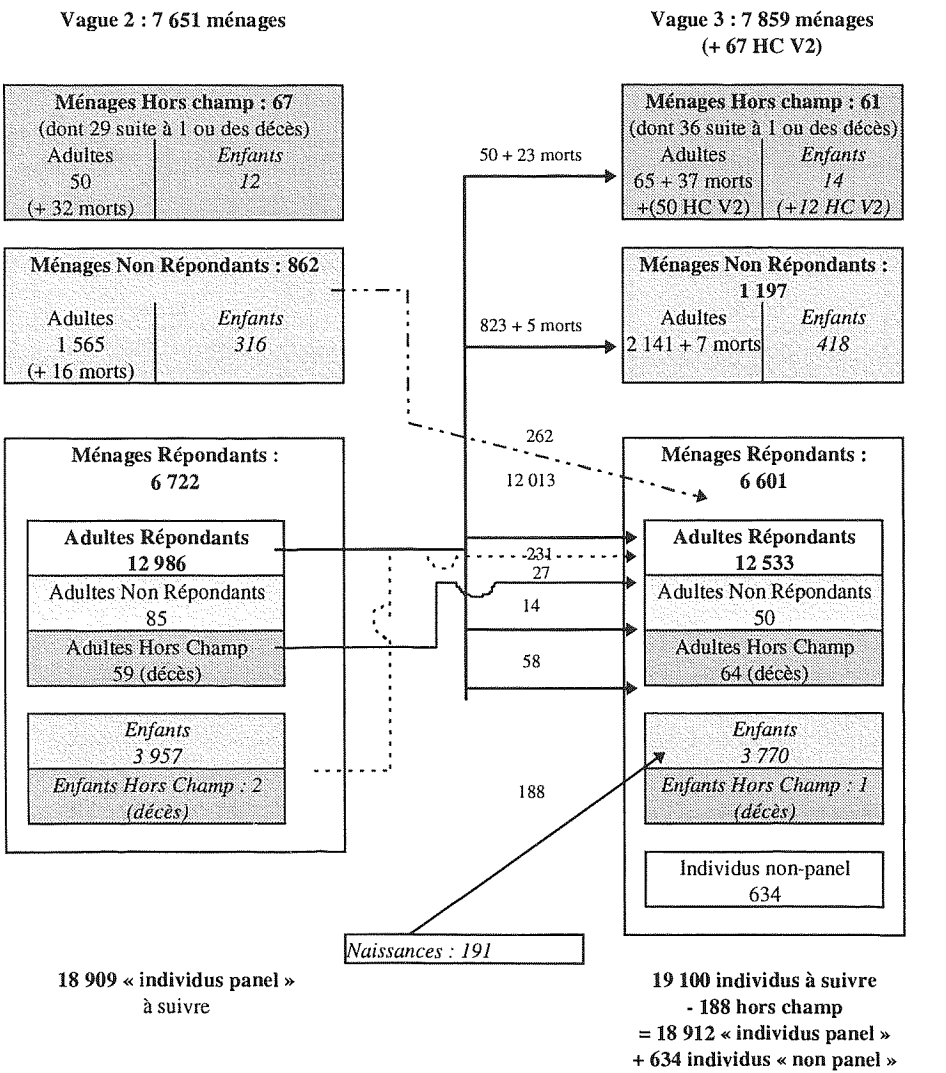 Vague 2 : 7 651 ménages
Vague 3 : 7 859 ménages
(+ 67 HC V2)
Ménages Hors champ : 67
(dont 29 suite à 1 ou des décès)
Adultes
Enfants
50
12
(+ 32 morts)
50 + 23 morts
Ménages Hors champ : 61
(dont 36 suite à 1 ou des décès)
Adultes
Enfants
65 + 37 morts
14
+(50 HC V2)
(+12 HC V2)
Ménages Non Répondants : 862
Adultes
Enfants
1 565
316
(+ 16 morts)
823 + 5 morts
Ménages Non Répondants :
1 197
Adultes
Enfants
2 141 + 7 morts
418
262
12 013
231
27
14
58
188
Ménages Répondants :
6 722
Adultes Répondants
12 986
Adultes Non Répondants
85
Adultes Hors Champ
59 (décès)
Enfants
3 957
Enfants Hors Champ : 2
(décès)
Ménages Répondants :
6 601
Adultes Répondants
12 533
Adultes Non Répondants
50
Adultes Hors Champ
64 (décès)
Enfants
3 770
Enfants Hors Champ : 1
(décès)
Individus non-panel
634
Naissances : 191
18 909 « individus panel »
à suivre
19 100 individus à suivre
- 188 hors champ
= 18 912 « individus panel »
+ 634 individus « non panel »